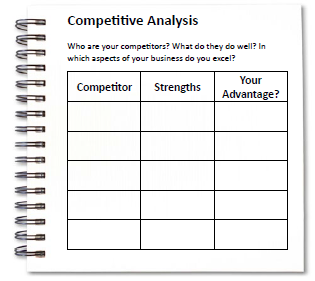 Competitive Analysis
Who are your competitors? What do they do well? In
which aspects of your business do you excel?
Competitor Strengths Your
Advantage?